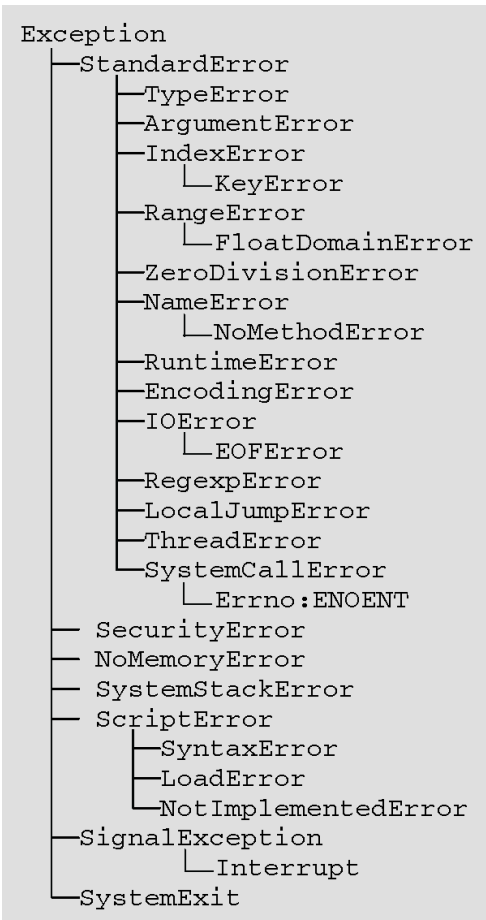 Exception
StandardError
TypeError
ArgumentError
IndexError
KeyError
RangeError
FloatDomainError
ZeroDivisionError
NameError
NoMethodError
RuntimeError
EncodingError
IOError
EOFError
RegexpError
LocalJumpError
ThreadError
SystemCallError
Errno:ENOENT
SecurityError
NoMemoryError
SystemStackError
ScriptError
SyntaxError
LoadError
NotImplementedError
SignalException
Interrupt
SystemExit